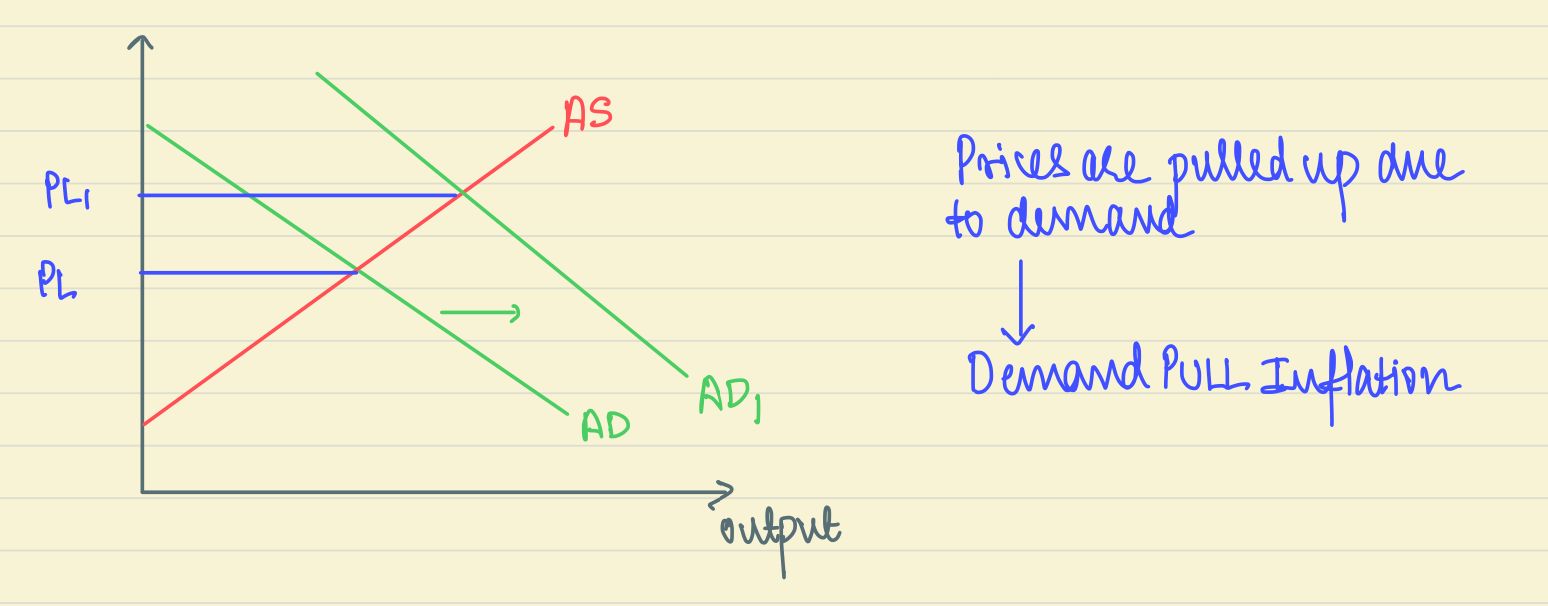 AS
PL₁
PL
AD₁
AD
output
Prices are pulled up due
to demand
Demand PULL Inflation